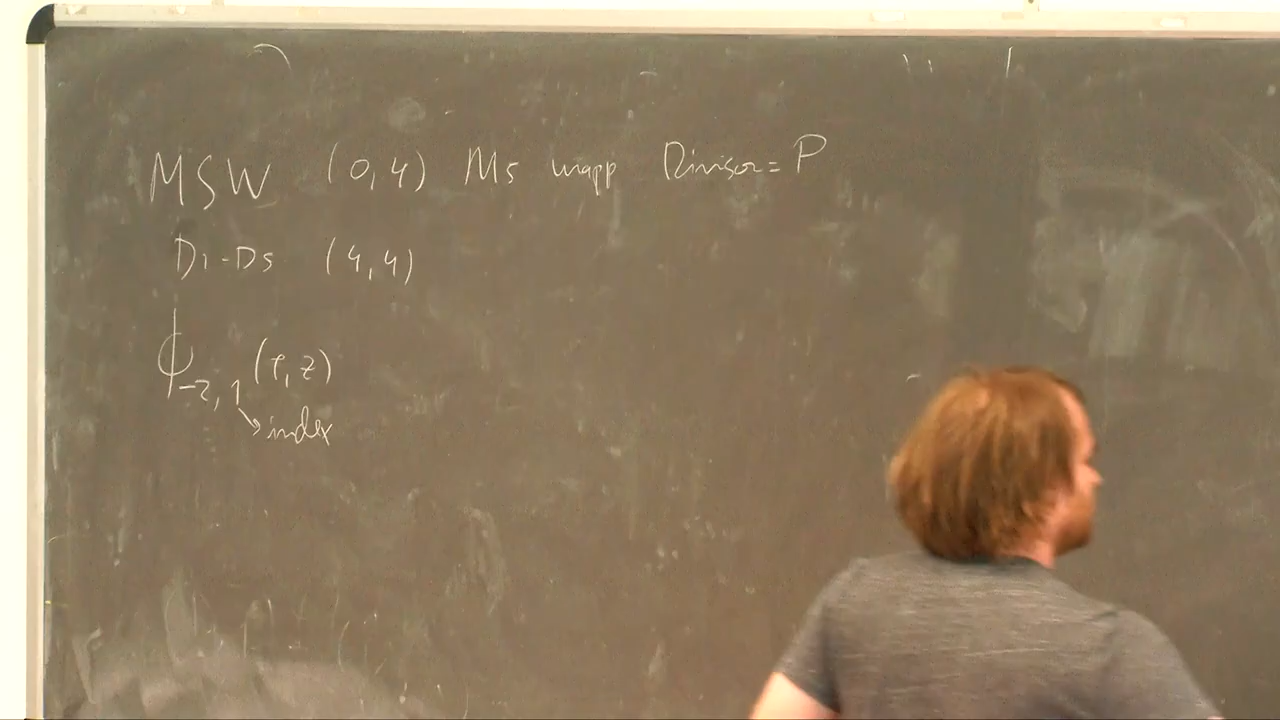 MSW (0,4) M5 wrapp Divisor = P
D1-D5 (4,4)
ϕ₋₂,₁ (τ, z)
↘ index